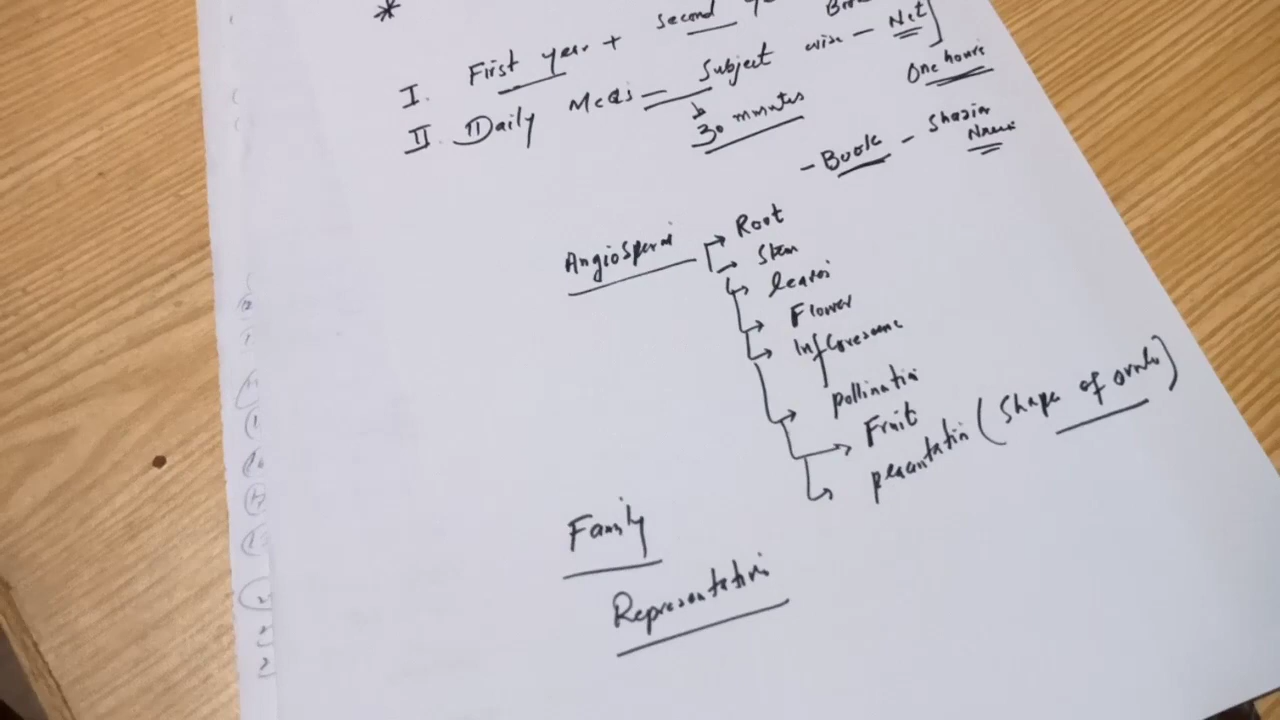 *
I. First year + second
II. Daily McQs — Subject wise — Net]
30 minutes
One hours
- Book - Shazia
Angiosperm
Root
Stem
leaves
Flower
Inflorescence
pollination
Fruit
placentation (Shape of ovules)
Family
Representative